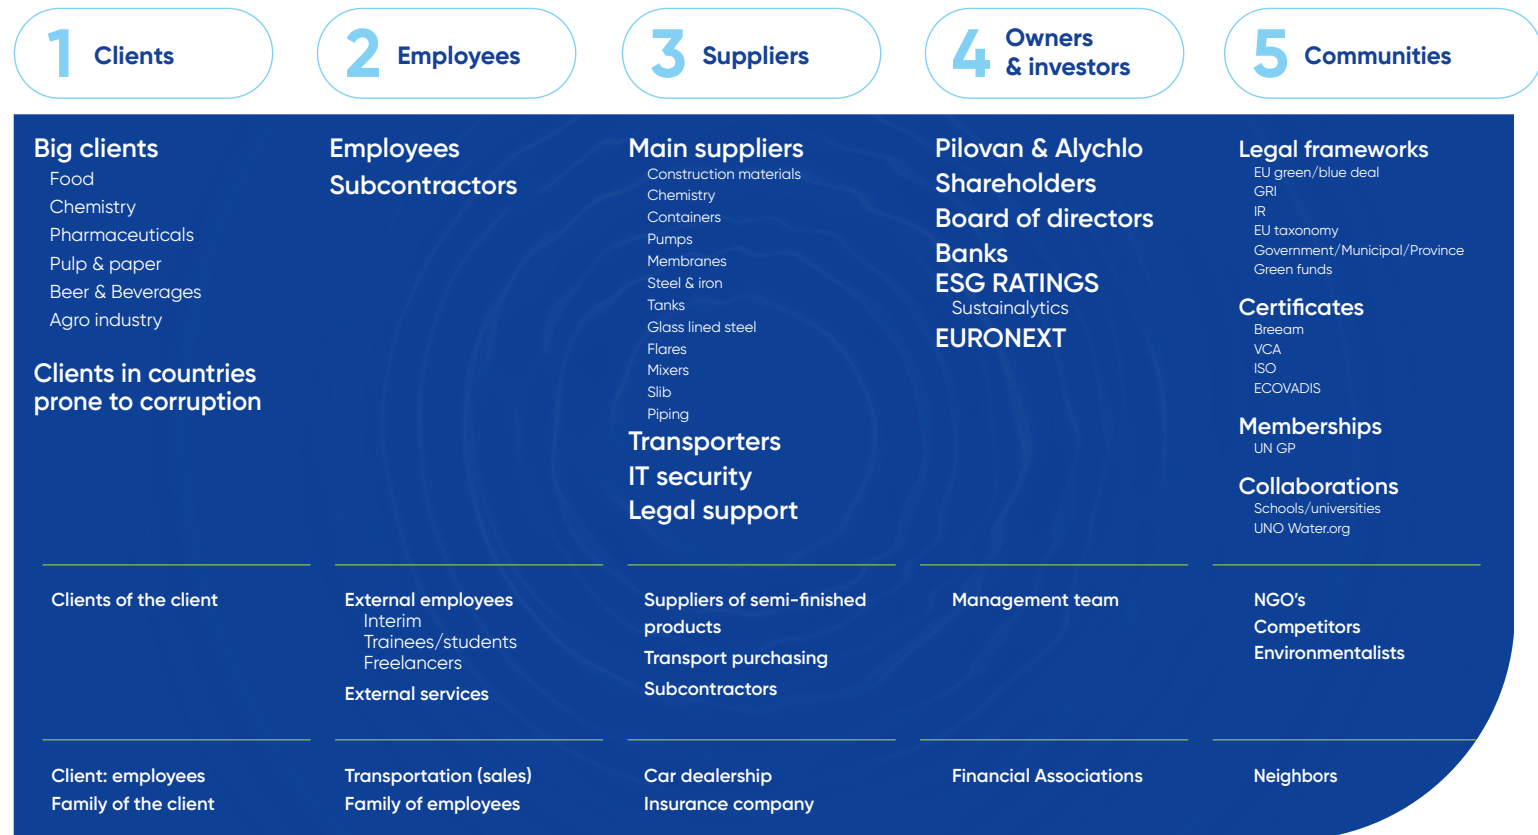 1 Clients
2 Employees
3 Suppliers
4 Owners
& investors
5 Communities
Big clients
Food
Chemistry
Pharmaceuticals
Pulp & paper
Beer & Beverages
Agro industry
Clients in countries
prone to corruption
Employees
Subcontractors
Main suppliers
Construction materials
Chemistry
Containers
Pumps
Membranes
Steel & iron
Tanks
Glass lined steel
Flares
Mixers
Slib
Piping
Transporters
IT security
Legal support
Pilovan & Alychlo
Shareholders
Board of directors
Banks
ESG RATINGS
Sustainalytics
EURONEXT
Legal frameworks
EU green/blue deal
GRI
IR
EU taxonomy
Government/Municipal/Province
Green funds
Certificates
Breeam
VCA
ISO
ECOVADIS
Memberships
UN GP
Collaborations
Schools/universities
UNO Water.org
Clients of the client
External employees
Interim
Trainees/students
Freelancers
External services
Suppliers of semi-finished
products
Transport purchasing
Subcontractors
Management team
NGO's
Competitors
Environmentalists
Client: employees
Family of the client
Transportation (sales)
Family of employees
Car dealership
Insurance company
Financial Associations
Neighbors